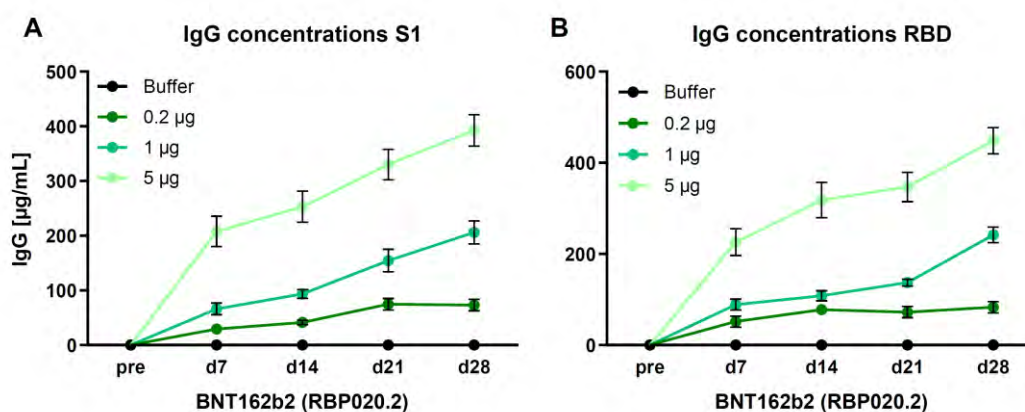 A
IgG concentrations S1
IgG [µg/mL]
500
400
300
200
100
0
Buffer
0.2 µg
1 µg
5 µg
pre d7 d14 d21 d28
BNT162b2 (RBP020.2)
B
IgG concentrations RBD
600
400
200
0
Buffer
0.2 µg
1 µg
5 µg
pre d7 d14 d21 d28
BNT162b2 (RBP020.2)